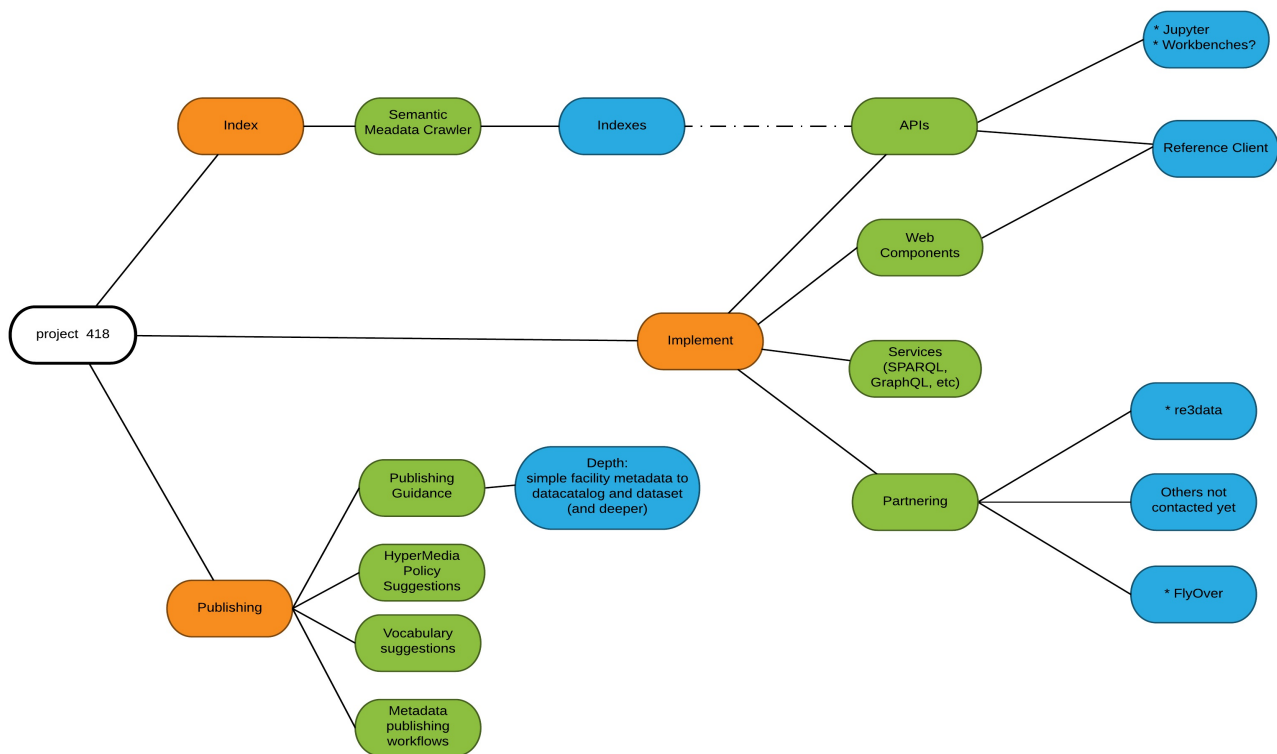 * Jupyter
* Workbenches?
Index
Semantic
Meadata Crawler
Indexes
APIs
Reference Client
Web
Components
project 418
Implement
Services
(SPARQL,
GraphQL, etc)
* re3data
Publishing
Guidance
Depth:
simple facility metadata to
datacatalog and dataset
(and deeper)
Partnering
Others not
contacted yet
HyperMedia
Policy
Suggestions
* FlyOver
Publishing
Vocabulary
suggestions
Metadata
publishing
workflows